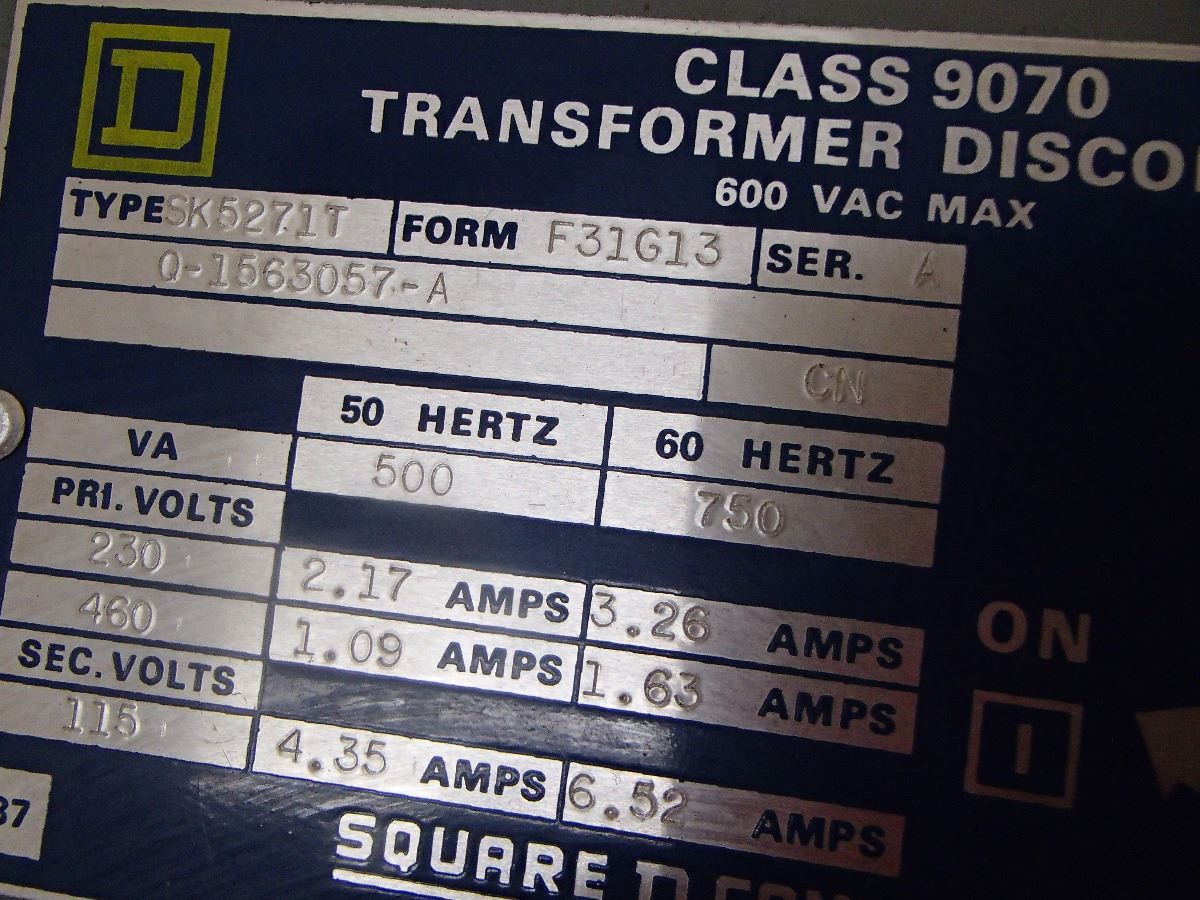 D
CLASS 9070
TRANSFORMER DISCO
600 VAC MAX
TYPE SK5271T FORM F31G13 SER. A
Q-1563057-A
CN
50 HERTZ 60 HERTZ
VA 500 750
PRI. VOLTS
230 2.17 AMPS 3.26 AMPS
460 1.09 AMPS 1.63 AMPS
SEC. VOLTS
115 4.35 AMPS 6.52 AMPS
ON
I
87
SQUARE D